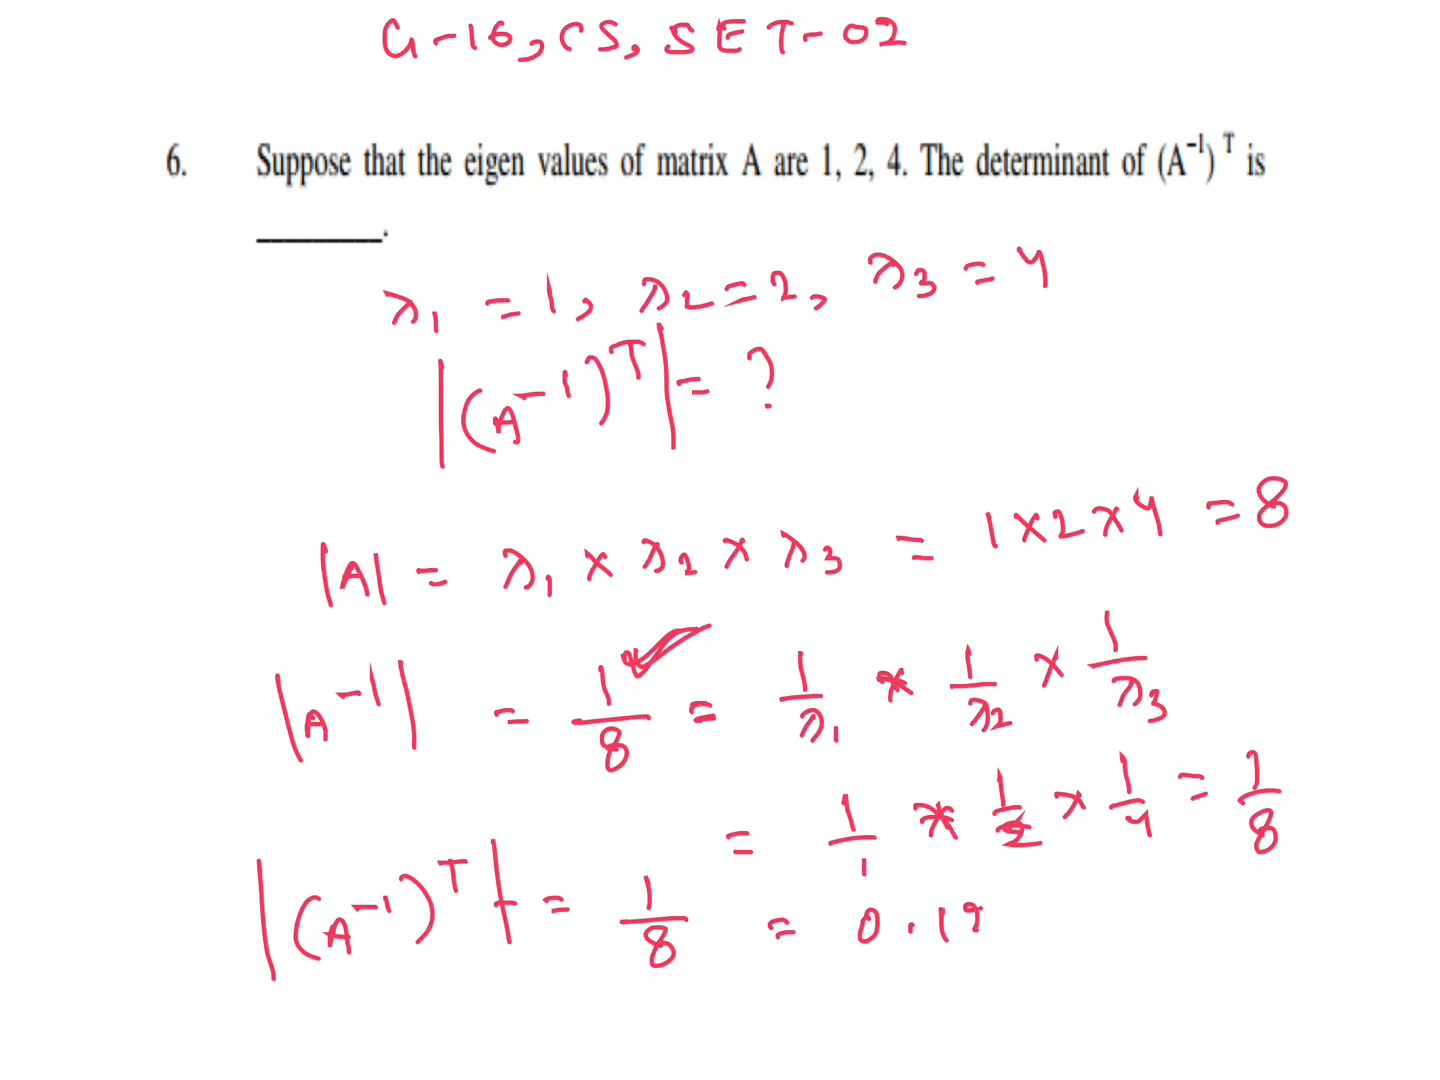 G-16, CS, SET-02
6. Suppose that the eigen values of matrix A are 1, 2, 4. The determinant of (A⁻¹)ᵀ is
________.
λ₁ = 1, λ₂ = 2, λ₃ = 4
|(A⁻¹)ᵀ| = ?
|A| = λ₁ × λ₂ × λ₃ = 1×2×4 = 8
|A⁻¹| = 1/8 = 1/λ₁ * 1/λ₂ × 1/λ₃
= 1/1 * 1/2 × 1/4 = 1/8
|(A⁻¹)ᵀ| = 1/8 = 0.1